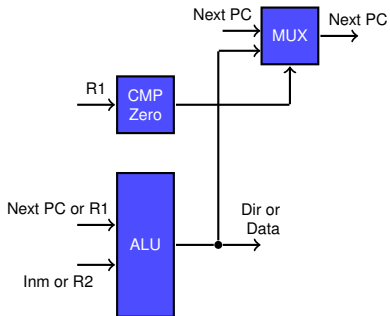 Next PC
Next PC
MUX
R1
CMP
Zero
Next PC or R1
Dir or
Data
ALU
Inm or R2